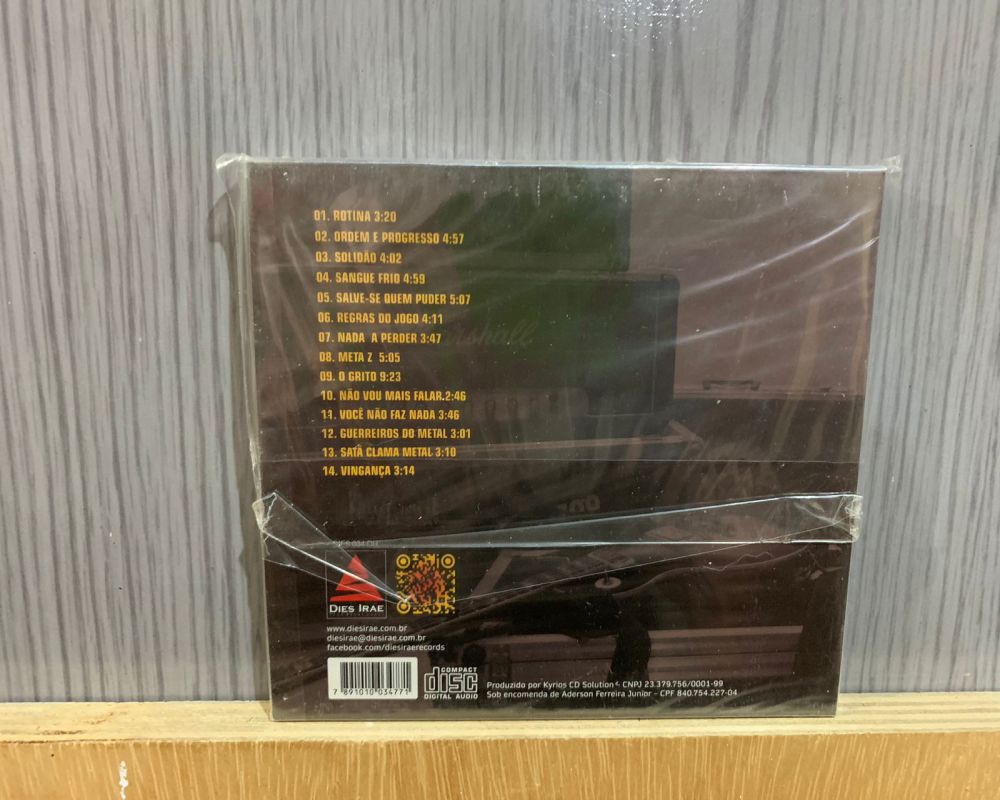 01. ROTINA 3:20
02. ORDEM E PROGRESSO 4:57
03. SOLIDÃO 4:02
04. SANGUE FRIO 4:59
05. SALVE-SE QUEM PUDER 5:07
06. REGRAS DO JOGO 4:11
07. NADA A PERDER 3:47
08. META Z 5:05
09. O GRITO 9:23
10. NÃO VOU MAIS FALAR.2:46
11. VOCÊ NÃO FAZ NADA 3:46
12. GUERREIROS DO METAL 3:01
13. SATÃ CLAMA METAL 3:10
14. VINGANÇA 3:14
DIES IRAE
www.diesirae.com.br
diesirae@diesirae.com.br
facebook.com/diesiraerecords
7 891010 034771
COMPACT
disc
DIGITAL AUDIO
Produzido por Kyrios CD Solution - CNPJ 23.379.756/0001-99
Sob encomenda de Aderson Ferreira Junior - CPF 840.754.227-04